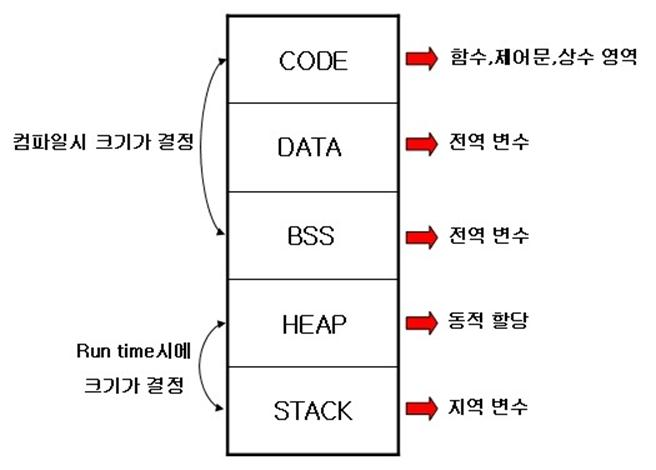 CODE
함수,제어문,상수 영역
컴파일시 크기가 결정
DATA
전역 변수
BSS
전역 변수
HEAP
동적 할당
Run time시에
크기가 결정
STACK
지역 변수